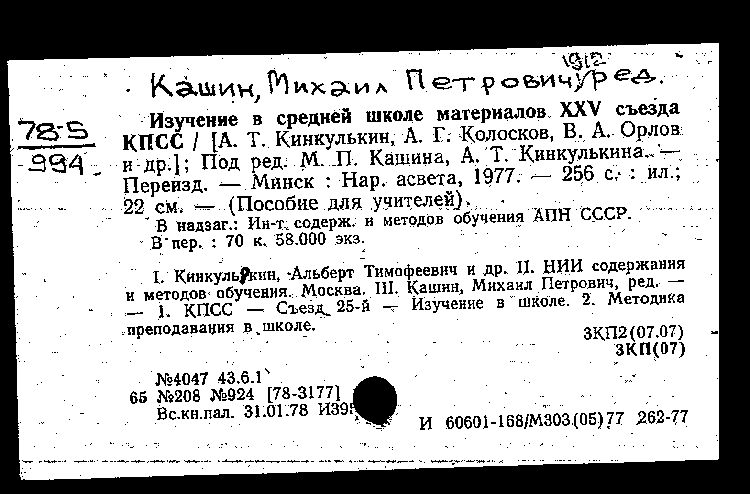 1912
Кашин, Михаил Петрович, ред.
78-5
994
Изучение в средней школе материалов XXV съезда
КПСС / [А. Т. Кинкулькин, А. Г. Колосков, В. А. Орлов
и др.]; Под ред. М. П. Кашина, А. Т. Кинкулькина. —
Переизд. — Минск : Нар. асвета, 1977. — 256 с. : ил.;
22 см. — (Пособие для учителей).
В надзаг.: Ин-т содерж. и методов обучения АПН СССР.
В пер. : 70 к. 58.000 экз.
I. Кинкулькин, Альберт Тимофеевич и др. II. НИИ содержания
и методов обучения. Москва. III. Кашин, Михаил Петрович, ред. —
— 1. КПСС — Съезд, 25-й — Изучение в школе. 2. Методика
преподавания в школе.
3КП2(07.07)
3КП(07)
№4047 43.6.1
65 №208 №924 [78-3177]
Вс.кн.пал. 31.01.78
И 60601-168/М303(05)77 262-77